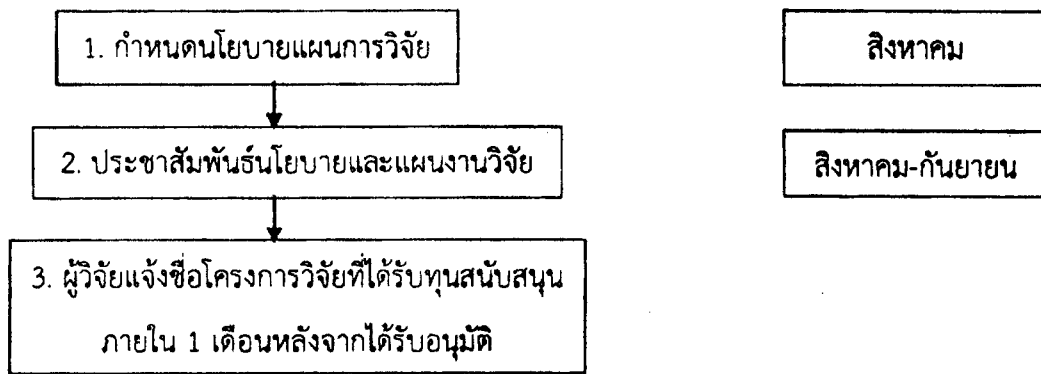 1. กำหนดนโยบายแผนการวิจัย
สิงหาคม
2. ประชาสัมพันธ์นโยบายและแผนงานวิจัย
สิงหาคม-กันยายน
3. ผู้วิจัยแจ้งชื่อโครงการวิจัยที่ได้รับทุนสนับสนุน
ภายใน 1 เดือนหลังจากได้รับอนุมัติ